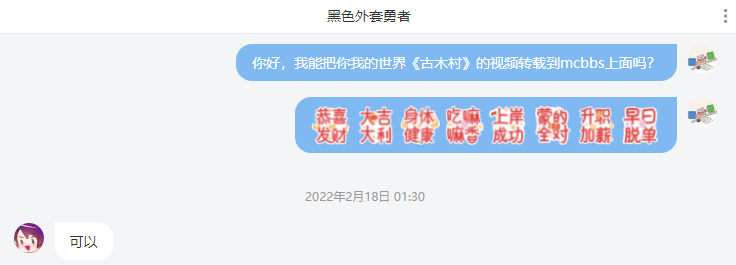 黑色外套勇者
你好，我能把你我的世界《古木村》的视频转载到mcbbs上面吗？
恭喜 大吉 身体 吃嘛 上岸 蒙的 升职 早日
发财 大利 健康 嘛香 成功 全对 加薪 脱单
2022年2月18日 01:30
可以